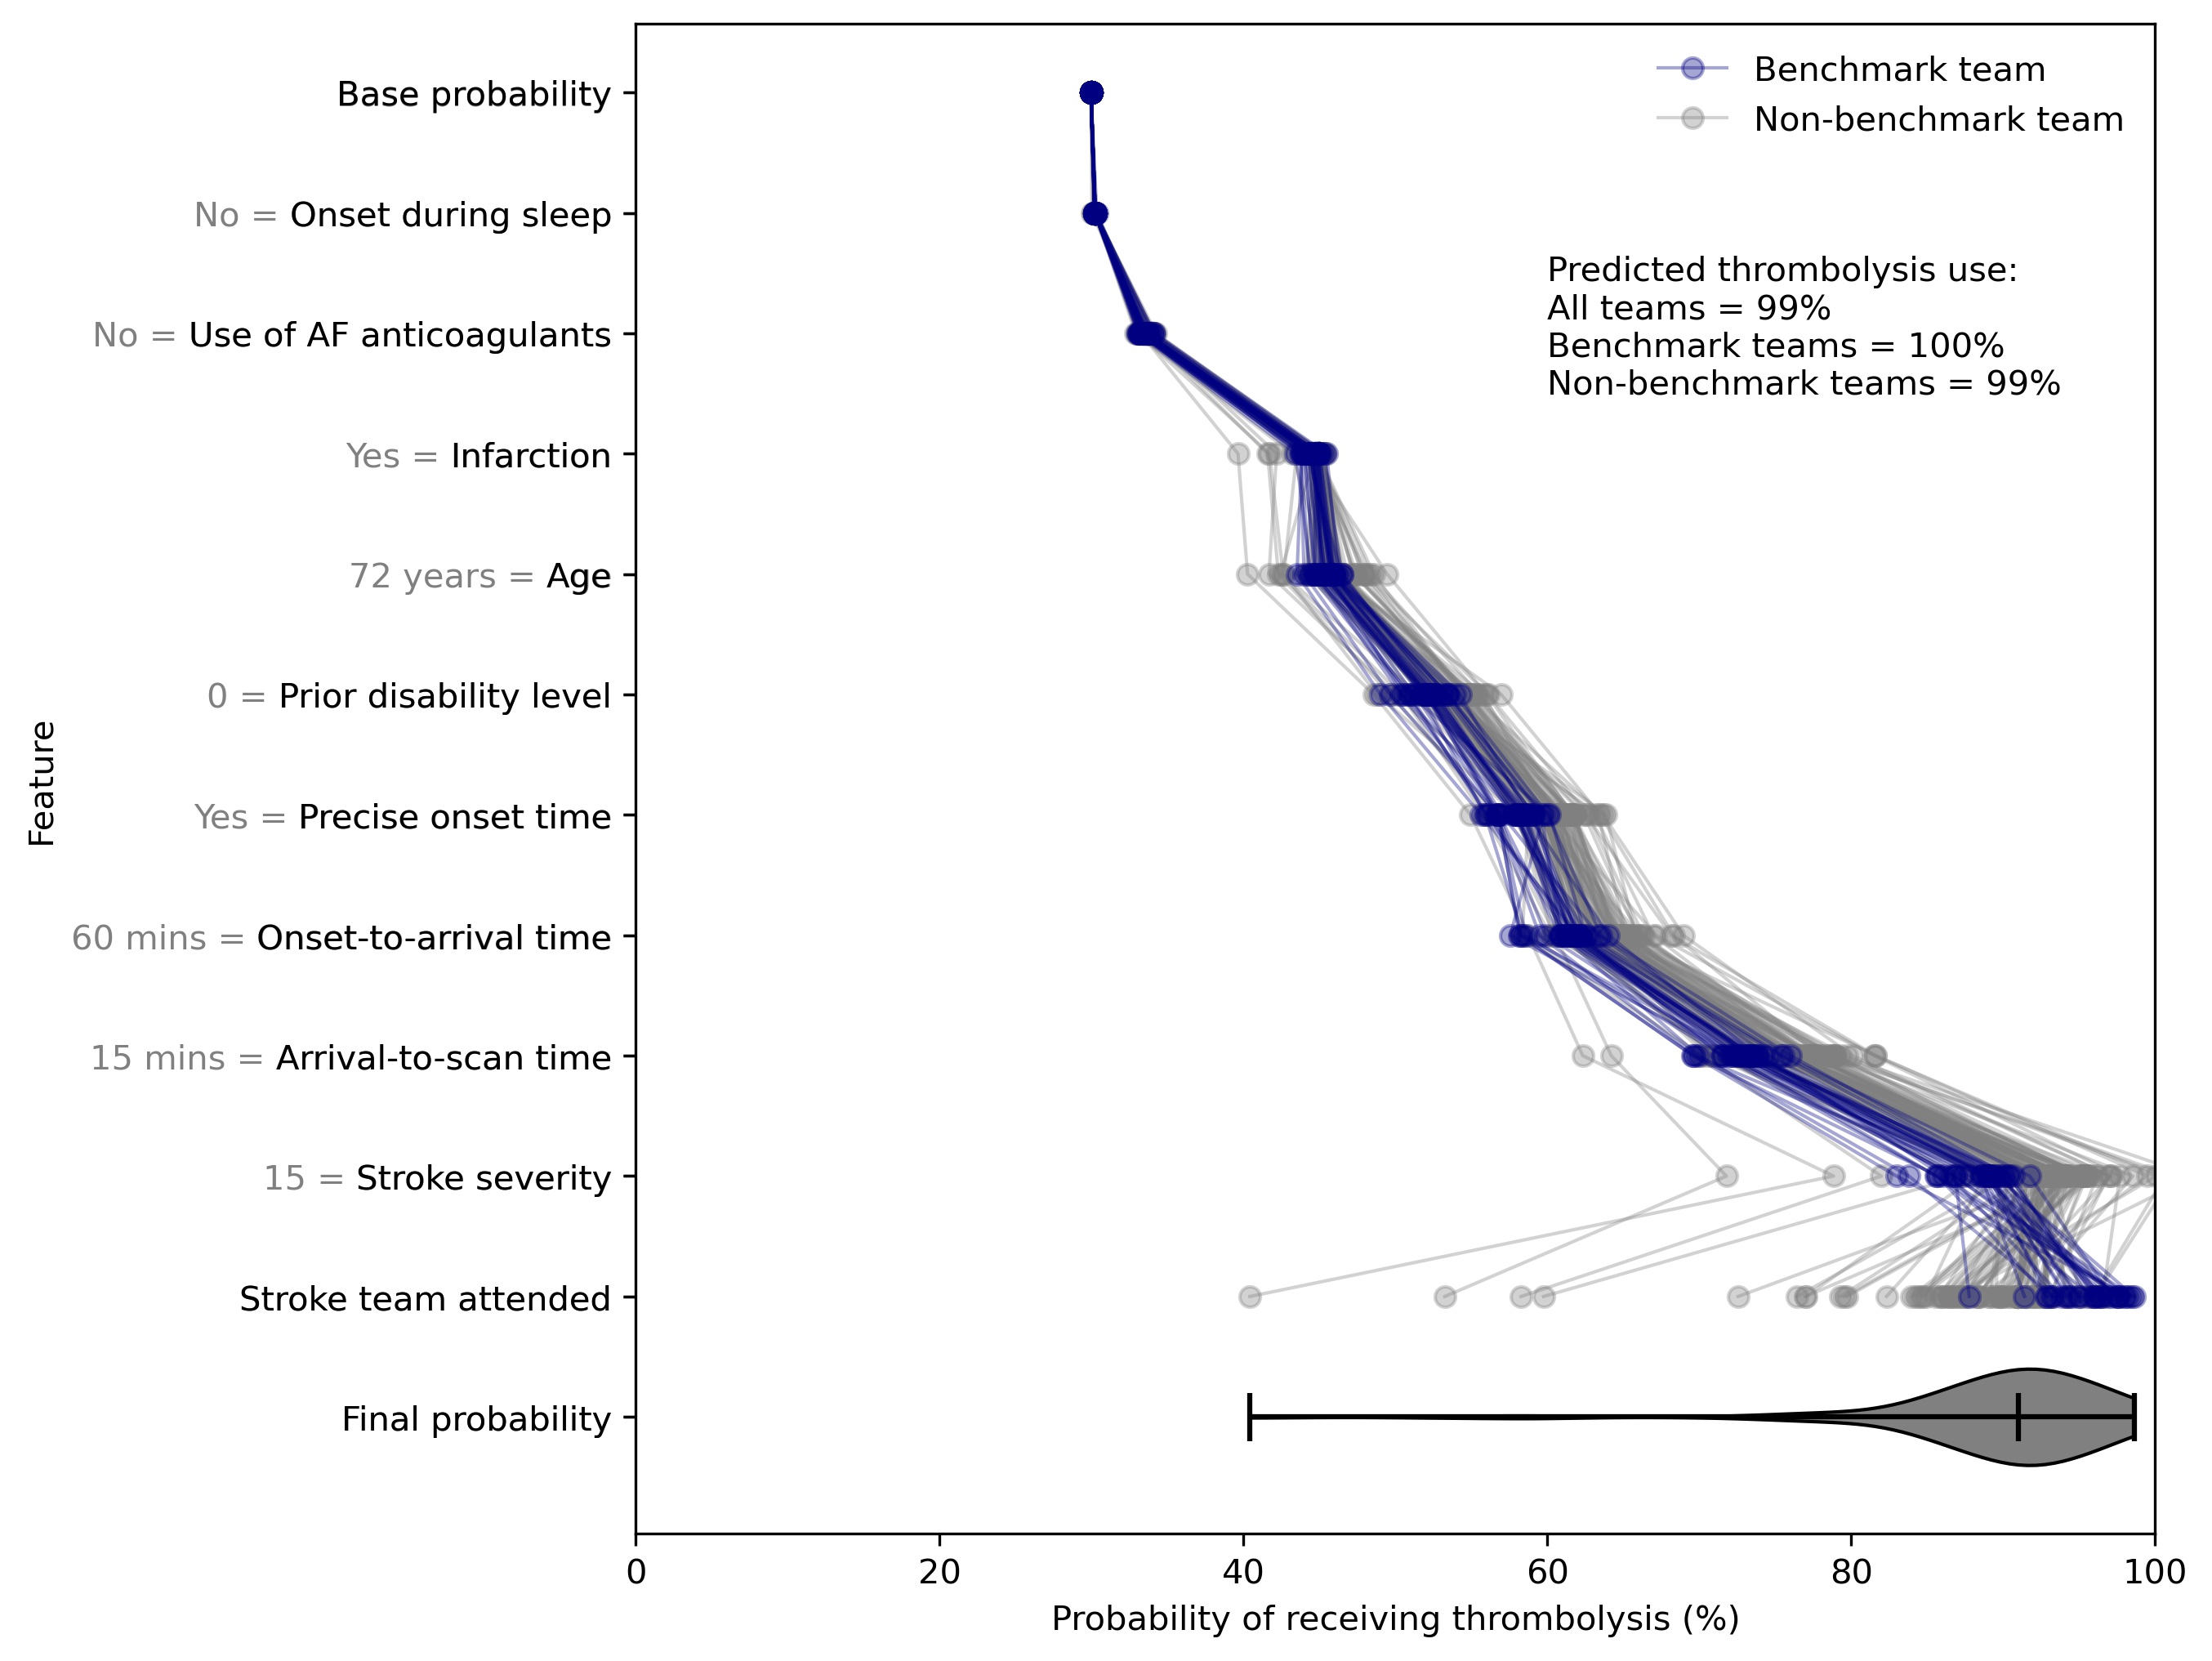 Benchmark team
Non-benchmark team
Predicted thrombolysis use:
All teams = 99%
Benchmark teams = 100%
Non-benchmark teams = 99%
Feature
Base probability
No = Onset during sleep
No = Use of AF anticoagulants
Yes = Infarction
72 years = Age
0 = Prior disability level
Yes = Precise onset time
60 mins = Onset-to-arrival time
15 mins = Arrival-to-scan time
15 = Stroke severity
Stroke team attended
Final probability
0 20 40 60 80 100
Probability of receiving thrombolysis (%)